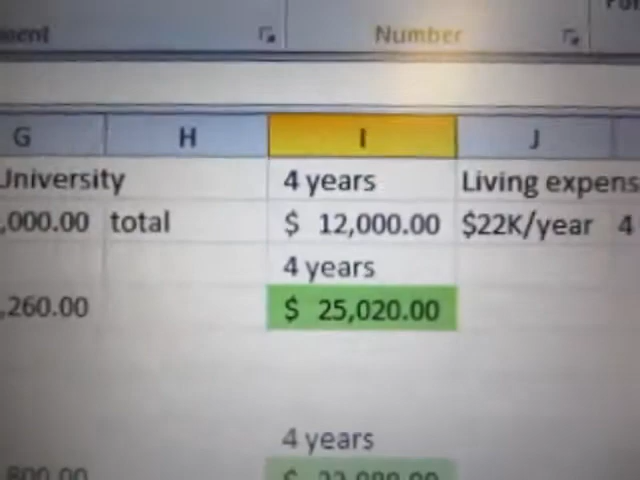 Number
G H I J
University 4 years Living expens
,000.00 total $ 12,000.00 $22K/year 4
4 years
,260.00 $ 25,020.00
4 years